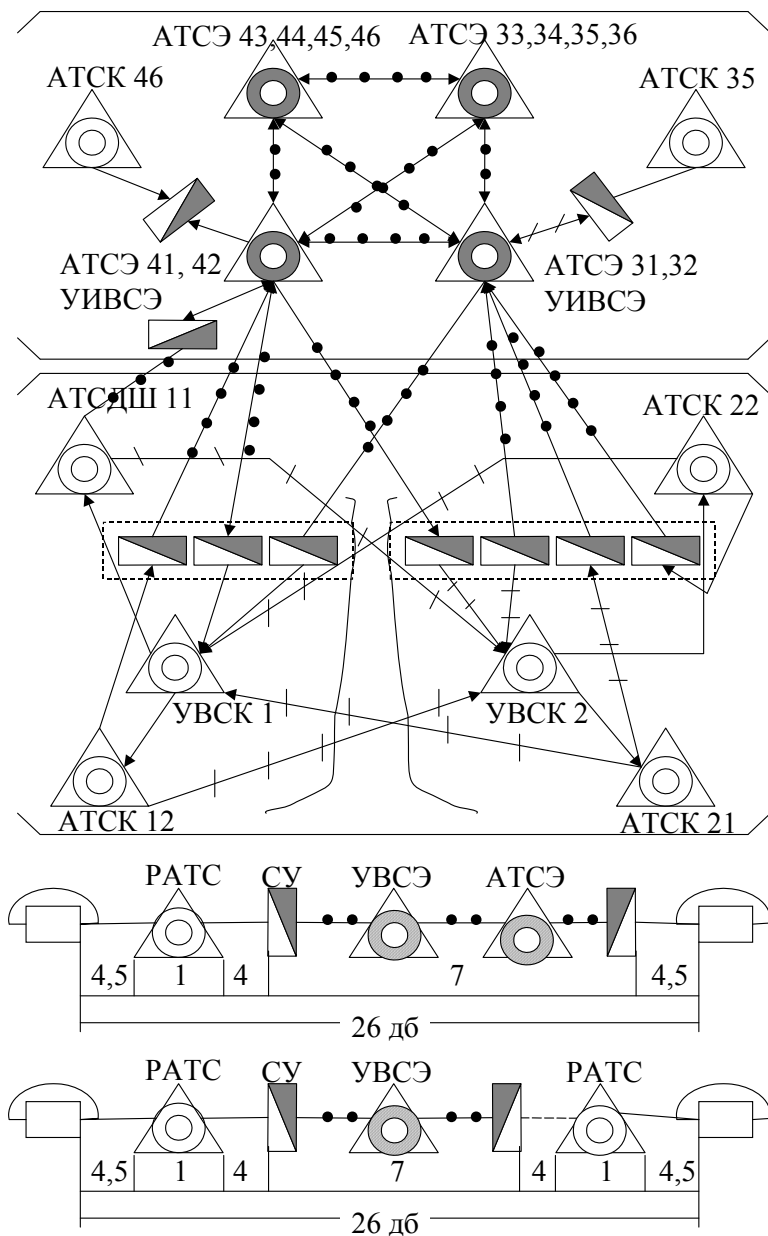 АТСЭ 43,44,45,46
АТСЭ 33,34,35,36
АТСК 46
АТСК 35
АТСЭ 41, 42
УИВСЭ
АТСЭ 31,32
УИВСЭ
АТСДШ 11
АТСК 22
УВСК 1
УВСК 2
АТСК 12
АТСК 21
РАТС
СУ
УВСЭ
АТСЭ
4,5
1
4
7
4,5
26 дб
РАТС
СУ
УВСЭ
РАТС
4,5
1
4
7
4
1
4,5
26 дб